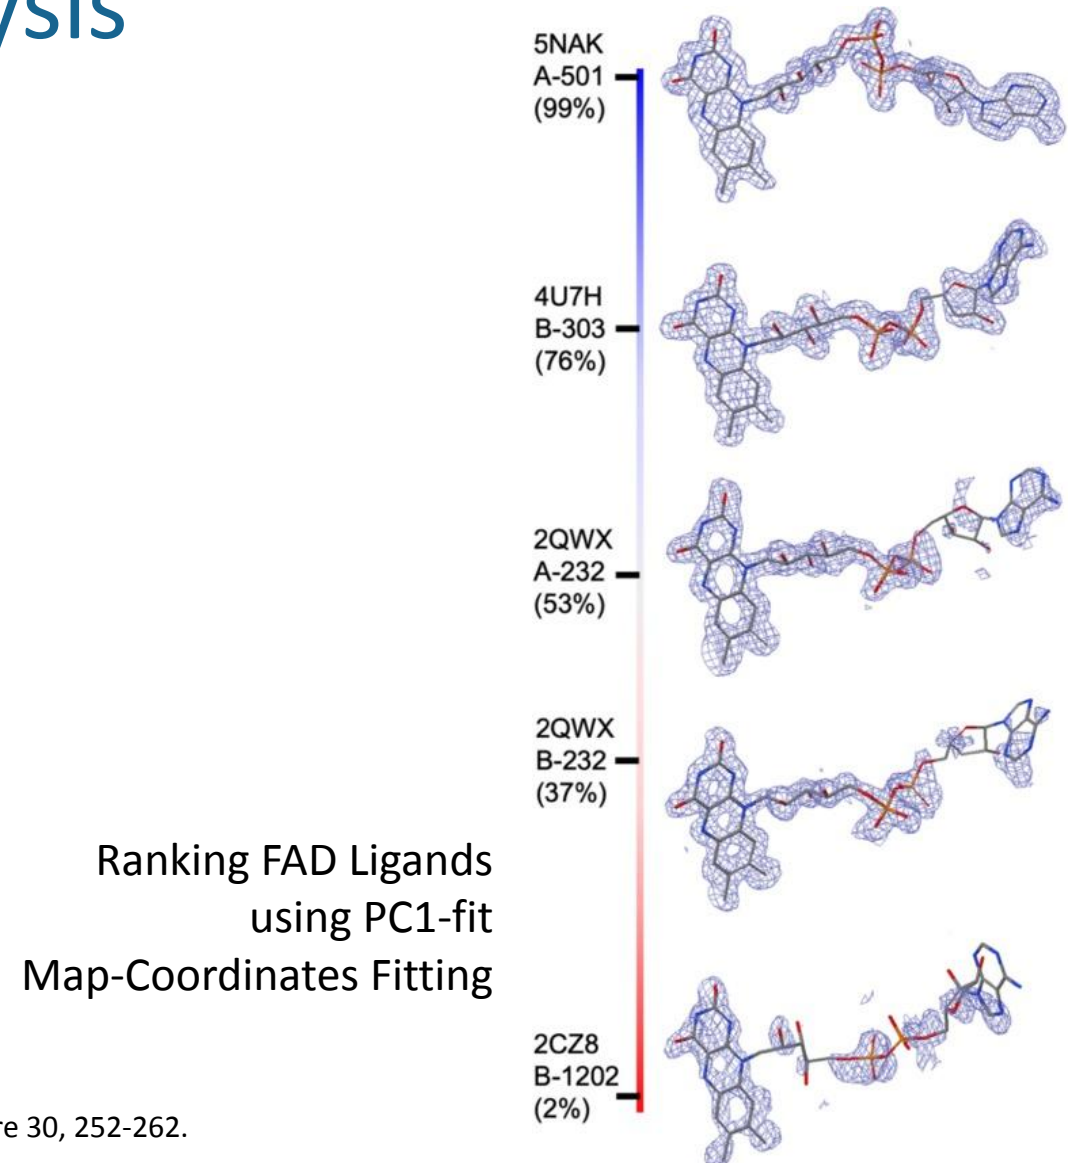 ysis
5NAK
A-501
(99%)
4U7H
B-303
(76%)
2QWX
A-232
(53%)
2QWX
B-232
(37%)
Ranking FAD Ligands
using PC1-fit
Map-Coordinates Fitting
2CZ8
B-1202
(2%)
re 30, 252-262.